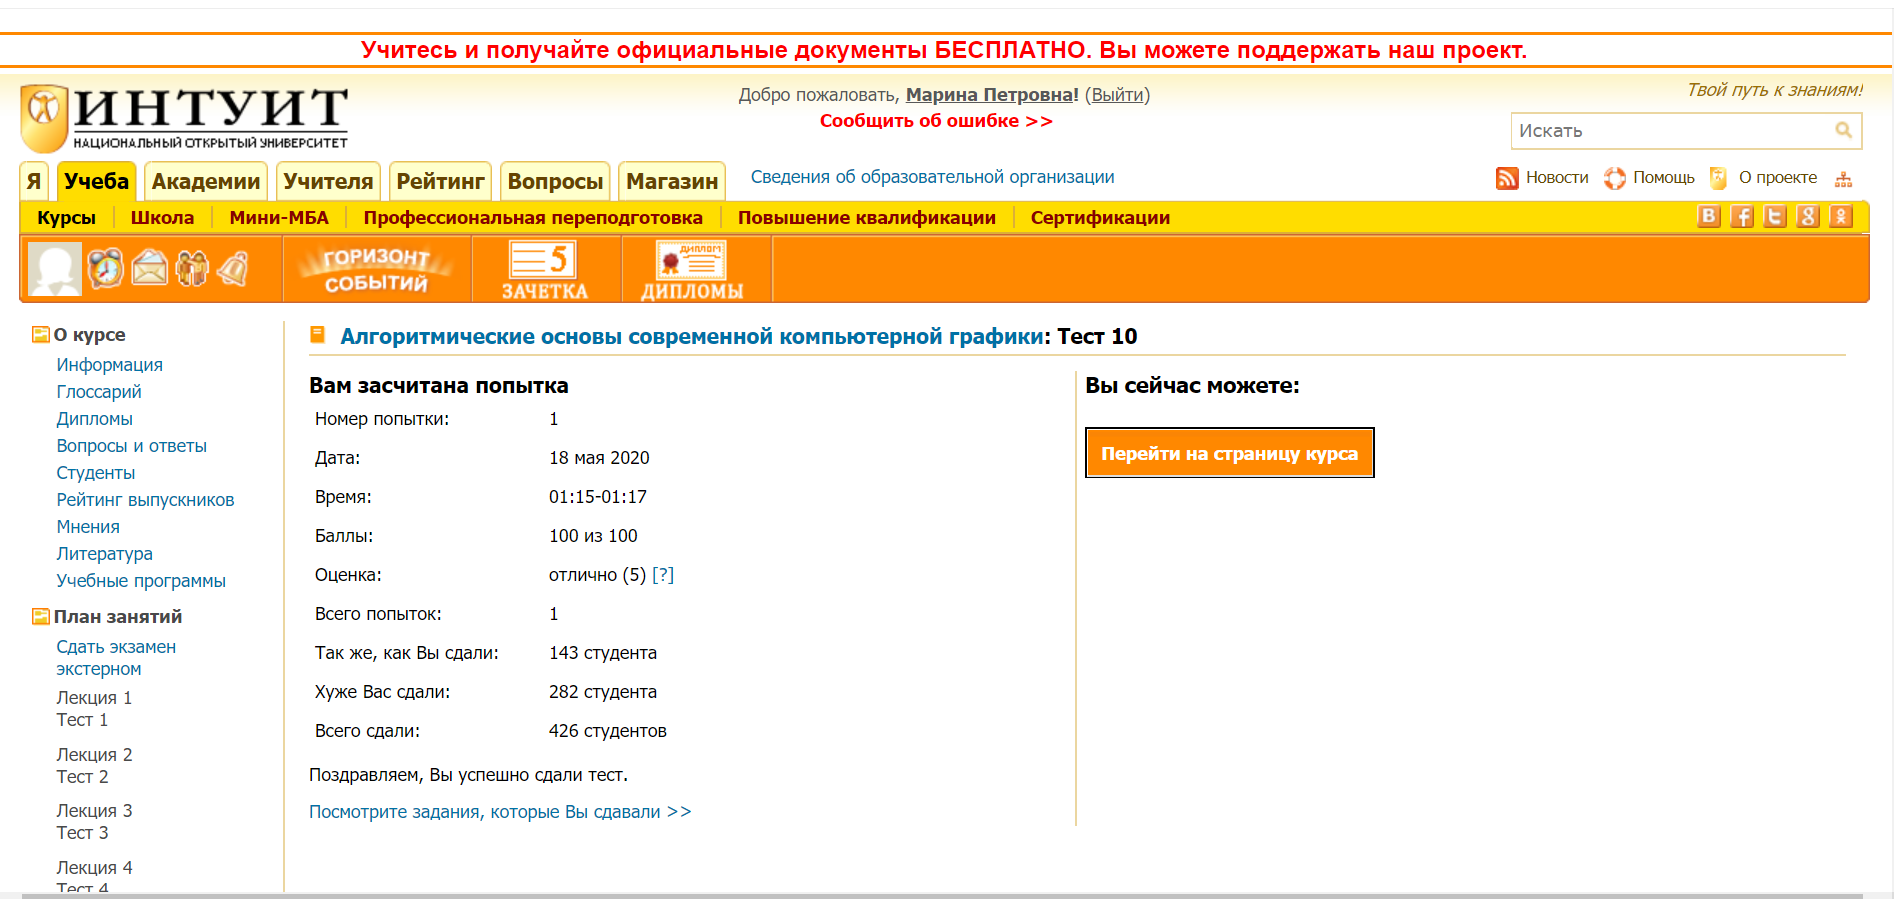 Учитесь и получайте официальные документы БЕСПЛАТНО. Вы можете поддержать наш проект.
ИНТУИТ
НАЦИОНАЛЬНЫЙ ОТКРЫТЫЙ УНИВЕРСИТЕТ
Добро пожаловать, Марина Петровна! (Выйти)
Сообщить об ошибке >>
Твой путь к знаниям!
Искать
Я Учеба Академии Учителя Рейтинг Вопросы Магазин Сведения об образовательной организации Новости Помощь О проекте
Курсы Школа Мини-МБА Профессиональная переподготовка Повышение квалификации Сертификации
ГОРИЗОНТ СОБЫТИЙ
5
ЗАЧЕТКА
ДИПЛОМ
ДИПЛОМЫ
О курсе
Информация
Глоссарий
Дипломы
Вопросы и ответы
Студенты
Рейтинг выпускников
Мнения
Литература
Учебные программы
План занятий
Сдать экзамен
экстерном
Лекция 1
Тест 1
Лекция 2
Тест 2
Лекция 3
Тест 3
Лекция 4
Тест 4
Алгоритмические основы современной компьютерной графики: Тест 10
Вам засчитана попытка
Номер попытки: 1
Дата: 18 мая 2020
Время: 01:15-01:17
Баллы: 100 из 100
Оценка: отлично (5) [?]
Всего попыток: 1
Так же, как Вы сдали: 143 студента
Хуже Вас сдали: 282 студента
Всего сдали: 426 студентов
Поздравляем, Вы успешно сдали тест.
Посмотрите задания, которые Вы сдавали >>
Вы сейчас можете:
Перейти на страницу курса